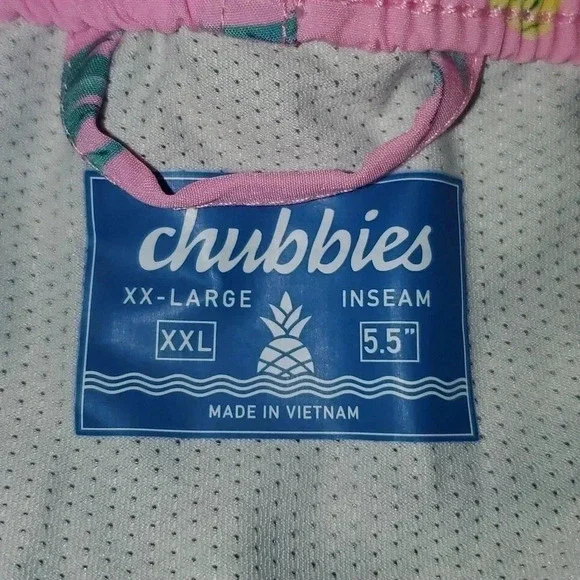 chubbies
XX-LARGE INSEAM
XXL 5.5"
MADE IN VIETNAM